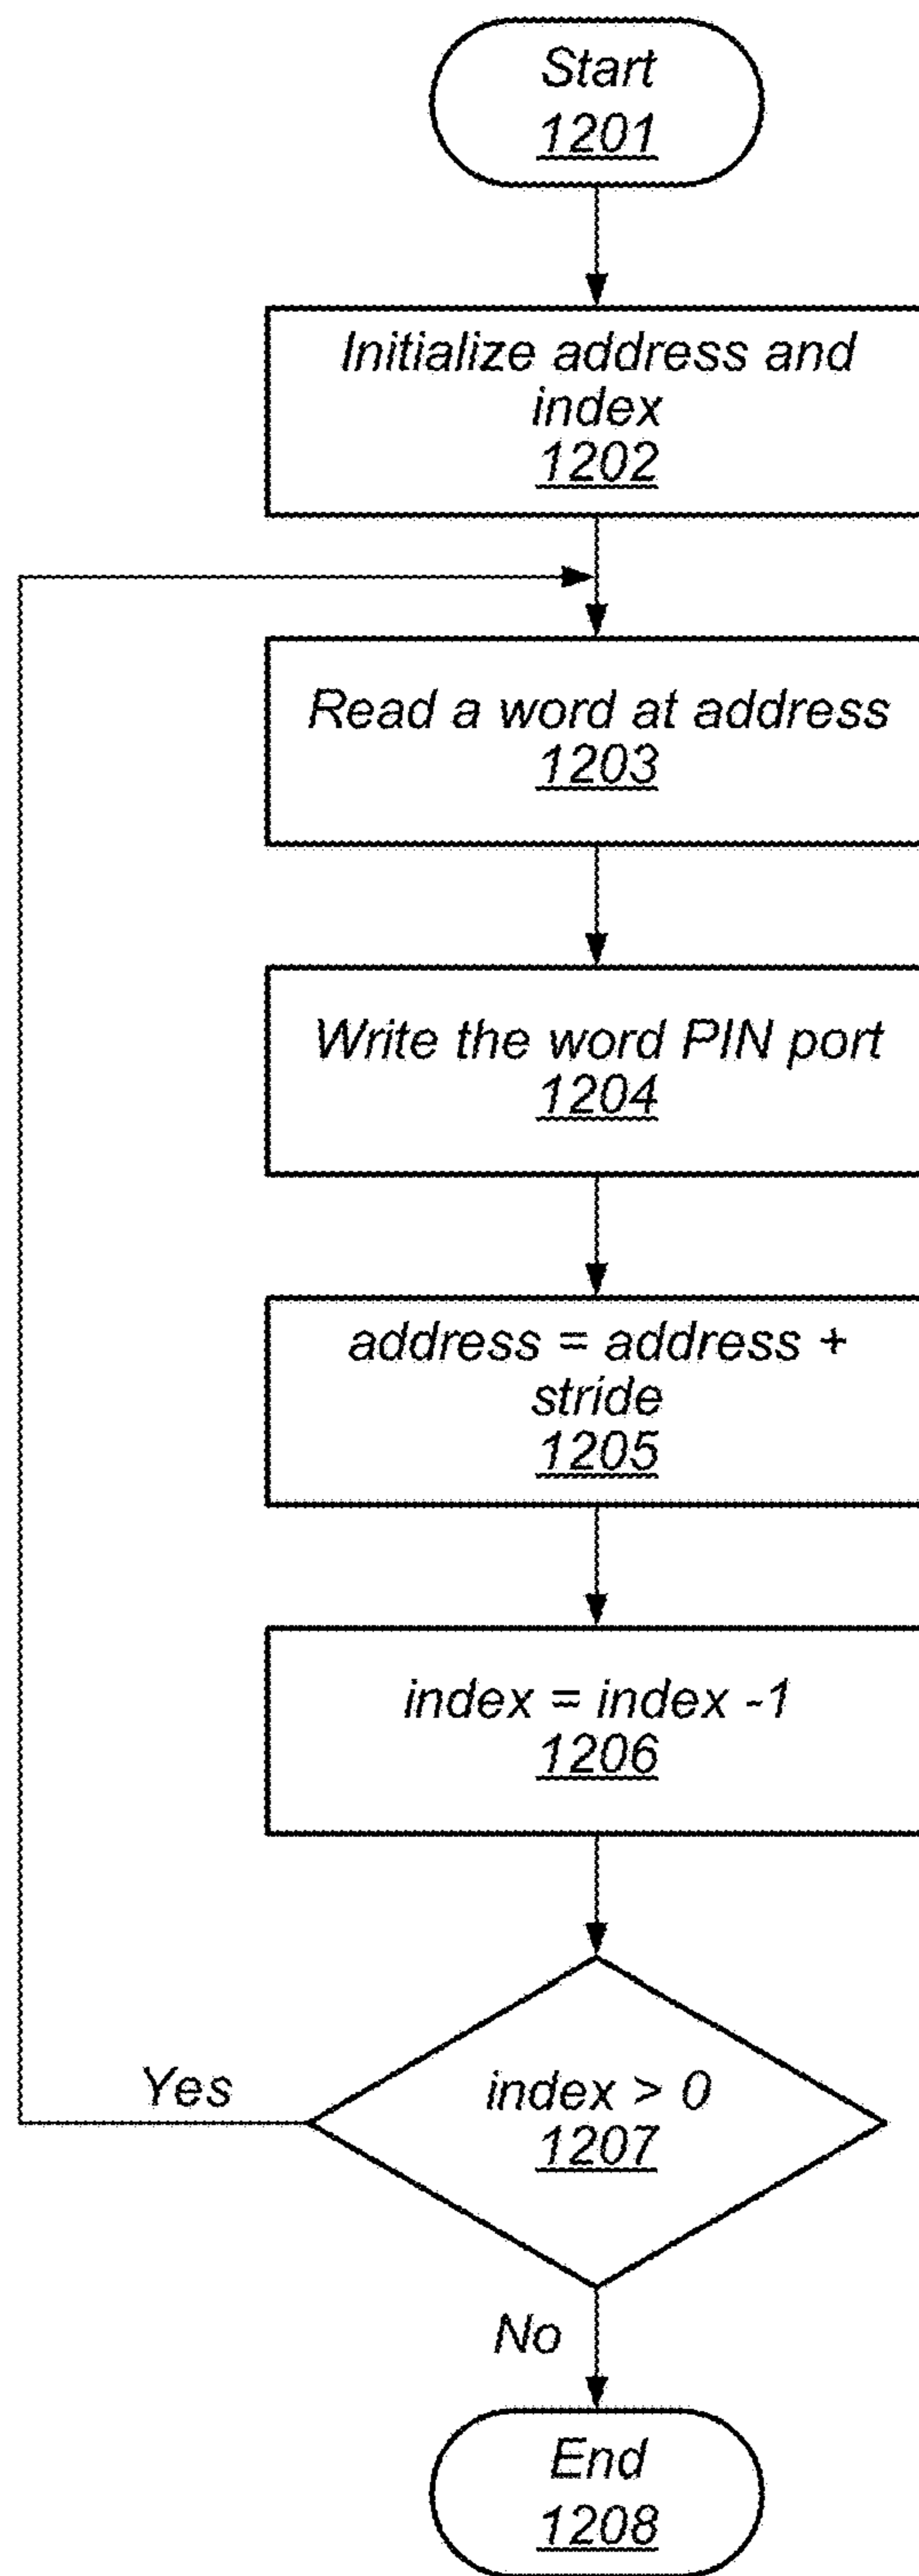 Start
1201
Initialize address and
index
1202
Read a word at address
1203
Write the word PIN port
1204
address = address +
stride
1205
index = index -1
1206
Yes
index > 0
1207
No
End
1208